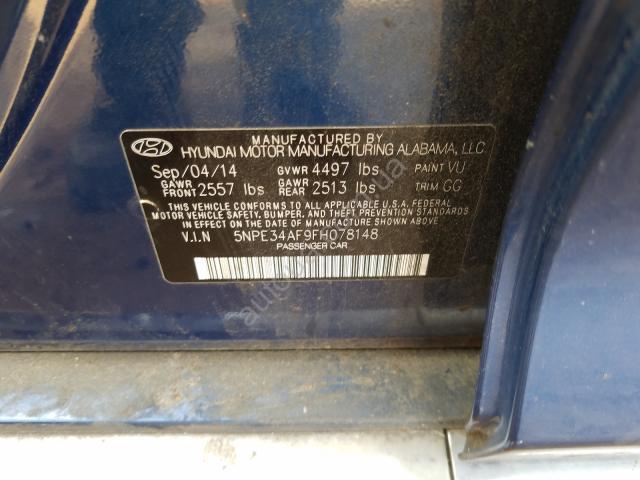 MANUFACTURED BY
HYUNDAI MOTOR MANUFACTURING ALABAMA, LLC
Sep/04/14 GVWR 4497 lbs PAINT VU
GAWR FRONT 2557 lbs GAWR REAR 2513 lbs TRIM GG
THIS VEHICLE CONFORMS TO ALL APPLICABLE U.S.A. FEDERAL
MOTOR VEHICLE SAFETY, BUMPER, AND THEFT PREVENTION
STANDARDS IN EFFECT ON THE DATE OF MANUFACTURE SHOWN ABOVE.
V.I.N 5NPE34AF9FH078148
PASSENGER CAR